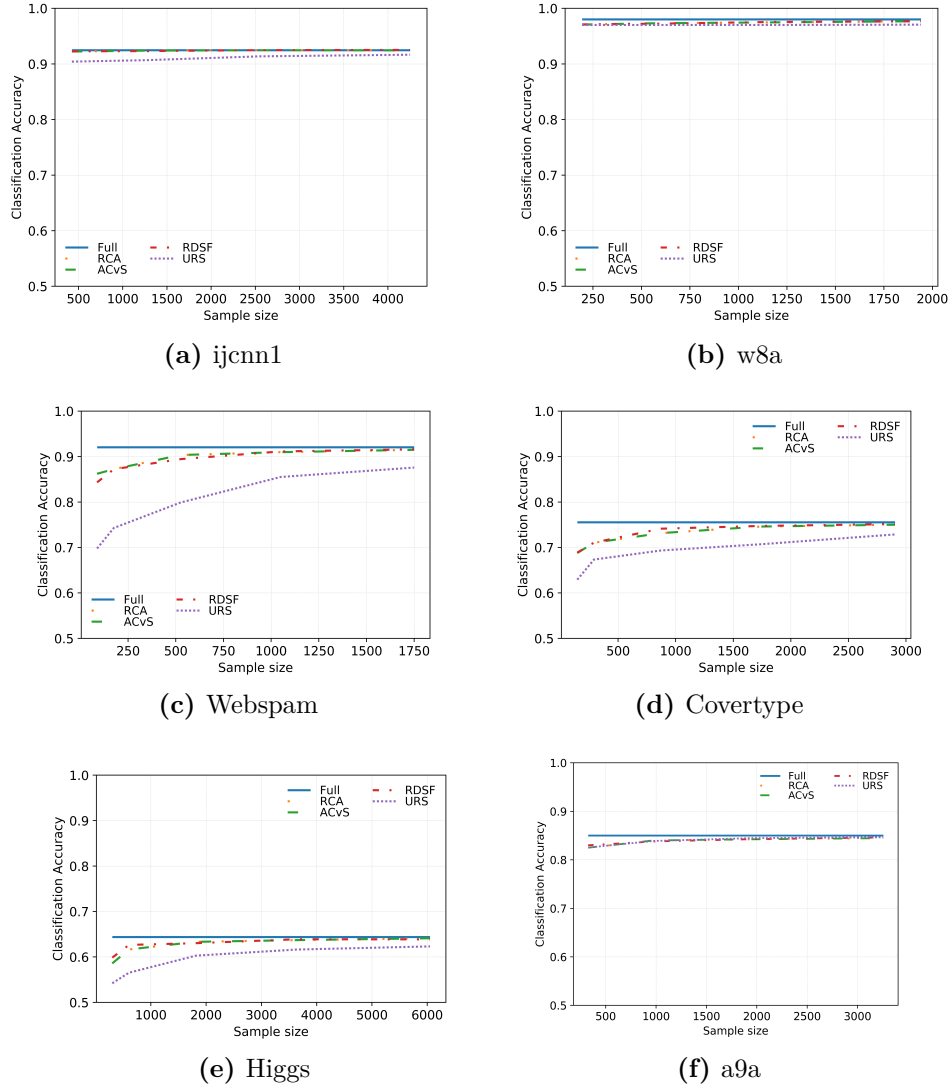 1.0
0.9
0.8
0.7
0.6
0.5
Classification Accuracy
Full
RCA
ACvS
RDSF
URS
500 1000 1500 2000 2500 3000 3500 4000
Sample size
(a) ijcnn1
0.9
0.8
0.7
0.6
0.5
Classification Accuracy
Full
RCA
ACvS
RDSF
URS
250 500 750 1000 1250 1500 1750 2000
Sample size
(b) w8a
1.0
0.9
0.8
0.7
0.6
0.5
Classification Accuracy
Full
RCA
ACvS
RDSF
URS
250 500 750 1000 1250 1500 1750
Sample size
(c) Webspam
1.0
0.9
0.8
0.7
0.6
0.5
Classification Accuracy
Full
RCA
ACvS
RDSF
URS
500 1000 1500 2000 2500 3000
Sample size
(d) Covertype
1.0
0.9
0.8
0.7
0.6
0.5
Classification Accuracy
Full
RCA
ACvS
RDSF
URS
1000 2000 3000 4000 5000 6000
Sample size
(e) Higgs
1.0
0.9
0.8
0.7
0.6
0.5
Classification Accuracy
Full
RCA
ACvS
RDSF
URS
500 1000 1500 2000 2500 3000
Sample size
(f) a9a